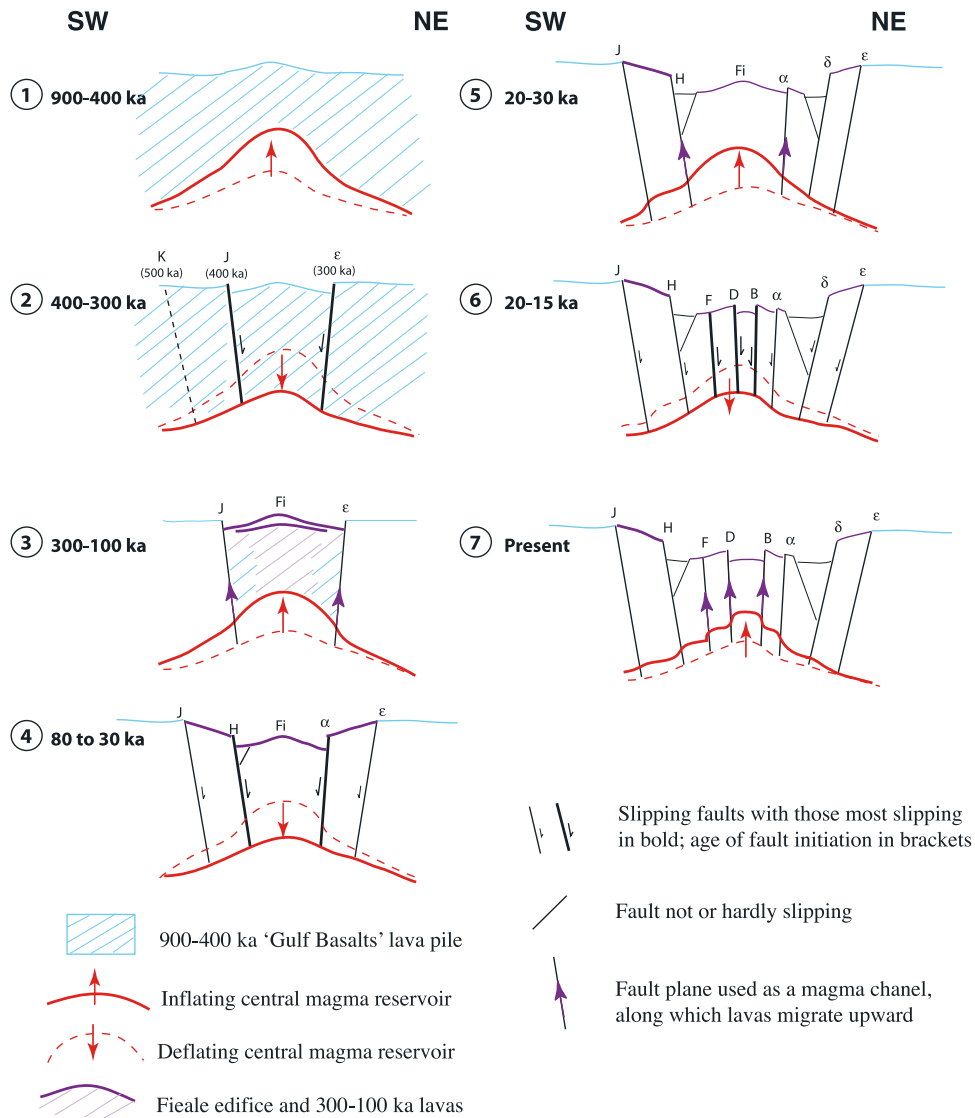 SW NE
1 900-400 ka
K J ε
(500 ka) (400 ka) (300 ka)
2 400-300 ka
J Fi ε
3 300-100 ka
J H Fi α ε
4 80 to 30 ka
900-400 ka ‘Gulf Basalts’ lava pile
Inflating central magma reservoir
Deflating central magma reservoir
Fieale edifice and 300-100 ka lavas
SW NE
J H Fi α δ ε
5 20-30 ka
J H F D B α δ ε
6 20-15 ka
J H F D B α δ ε
7 Present
Slipping faults with those most slipping
in bold; age of fault initiation in brackets
Fault not or hardly slipping
Fault plane used as a magma chanel,
along which lavas migrate upward